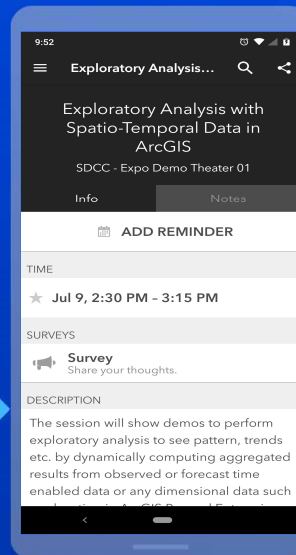 9:52
Exploratory Analysis...
Exploratory Analysis with
Spatio-Temporal Data in
ArcGIS
SDCC - Expo Demo Theater 01
Info Notes
ADD REMINDER
TIME
Jul 9, 2:30 PM – 3:15 PM
SURVEYS
Survey
Share your thoughts.
DESCRIPTION
The session will show demos to perform
exploratory analysis to see pattern, trends
etc. by dynamically computing aggregated
results from observed or forecast time
enabled data or any dimensional data such